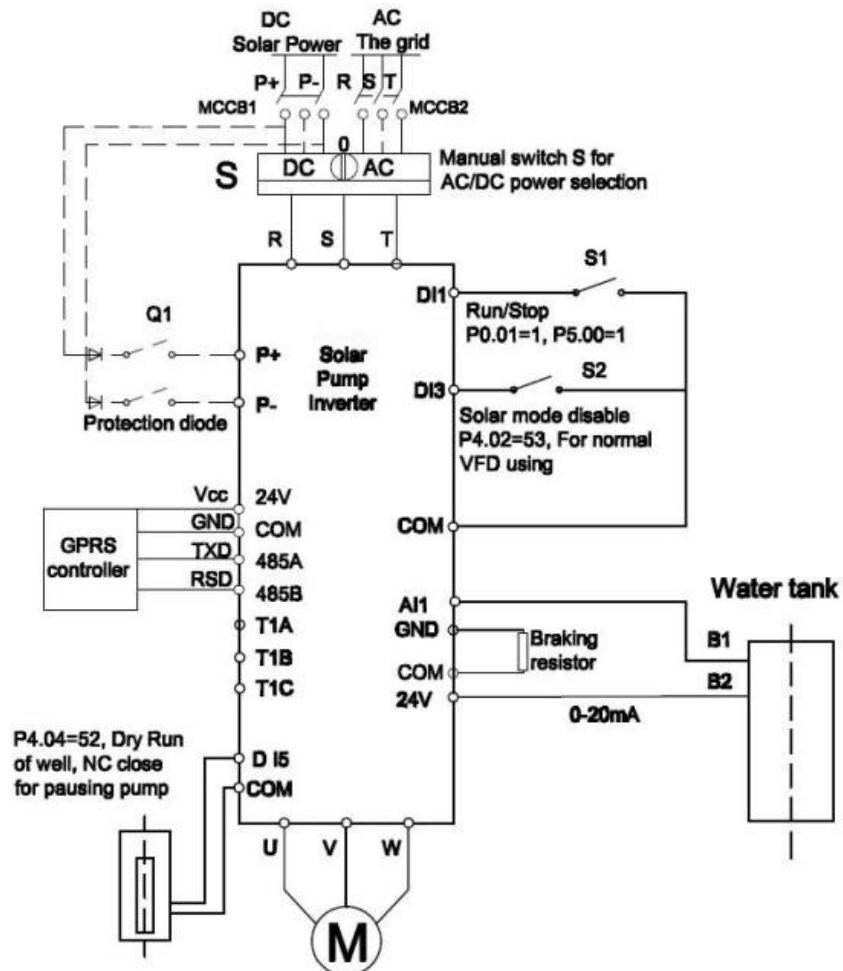 DC
Solar Power
AC
The grid
P+
P-
R
S
T
MCCB1
MCCB2
0
S
DC
AC
Manual switch S for
AC/DC power selection
R
S
T
DI1
S1
Run/Stop
P0.01=1, P5.00=1
Q1
P+
P-
Protection diode
Solar
Pump
Inverter
DI3
S2
Solar mode disable
P4.02=53, For normal
VFD using
COM
GPRS
controller
Vcc
GND
TXD
RSD
24V
COM
485A
485B
T1A
T1B
T1C
AI1
GND
COM
24V
Braking
resistor
Water tank
B1
B2
0-20mA
P4.04=52, Dry Run
of well, NC close
for pausing pump
D I5
COM
U
V
W
M